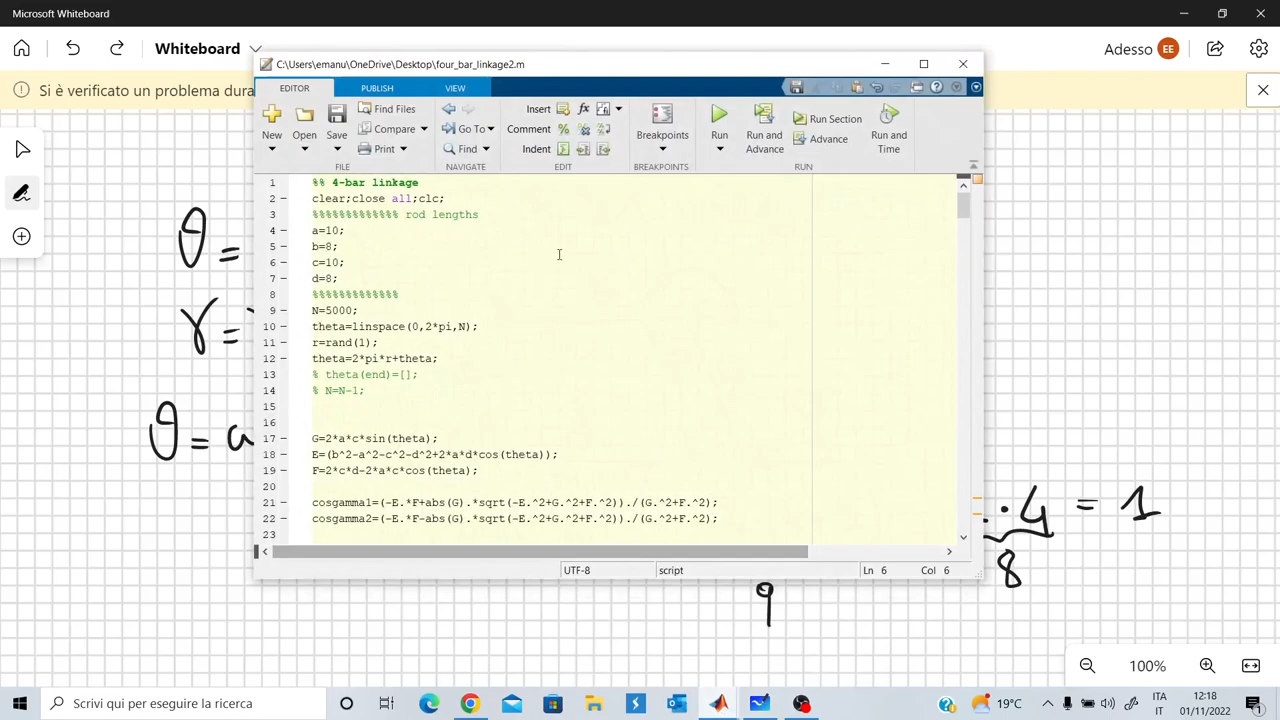 Microsoft Whiteboard
Whiteboard
Adesso
EE
Si è verificato un problema dura
C:\Users\emanu\OneDrive\Desktop\four_bar_linkage2.m
EDITOR
PUBLISH
VIEW
New
Open
Save
Find Files
Compare
Print
FILE
Go To
Find
NAVIGATE
Insert
fx
Comment
Indent
EDIT
Breakpoints
BREAKPOINTS
Run
Run and Advance
Run Section
Advance
Run and Time
RUN
1 %% 4-bar linkage
2 clear;close all;clc;
3 %%%%%%%%%%%%% rod lengths
4 a=10;
5 b=8;
6 c=10;
7 d=8;
8 %%%%%%%%%%%%%
9 N=5000;
10 theta=linspace(0,2*pi,N);
11 r=rand(1);
12 theta=2*pi*r+theta;
13 % theta(end)=[];
14 % N=N-1;
15
16
17 G=2*a*c*sin(theta);
18 E=(b^2-a^2-c^2-d^2+2*a*d*cos(theta));
19 F=2*c*d-2*a*c*cos(theta);
20
21 cosgamma1=(-E.*F+abs(G).*sqrt(-E.^2+G.^2+F.^2))./(G.^2+F.^2);
22 cosgamma2=(-E.*F-abs(G).*sqrt(-E.^2+G.^2+F.^2))./(G.^2+F.^2);
23
UTF-8
script
Ln 6
Col 6
ϑ =
γ =
ϑ = a
· 4 = 1
8
9
100%
Scrivi qui per eseguire la ricerca
19°C
ITA
IT
12:18
01/11/2022
1